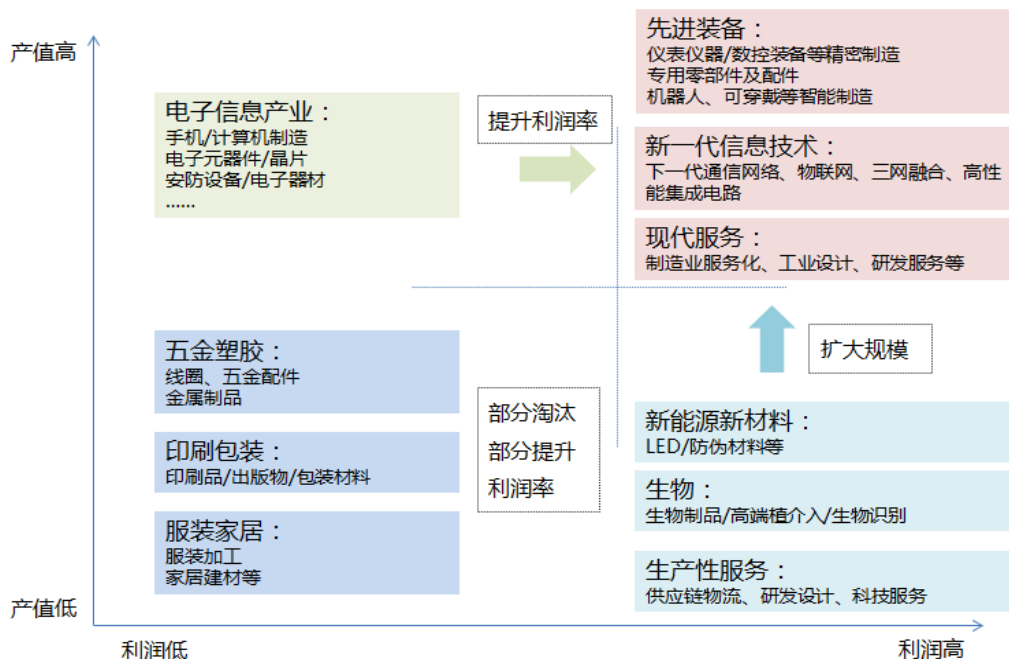 产值高
电子信息产业：
手机/计算机制造
电子元器件/晶片
安防设备/电子器材
……
提升利润率
先进装备：
仪表仪器/数控装备等精密制造
专用零部件及配件
机器人、可穿戴等智能制造
新一代信息技术：
下一代通信网络、物联网、三网融合、高性
能集成电路
现代服务：
制造业服务化、工业设计、研发服务等
五金塑胶：
线圈、五金配件
金属制品
印刷包装：
印刷品/出版物/包装材料
服装家居：
服装加工
家居建材等
部分淘汰
部分提升
利润率
扩大规模
新能源新材料：
LED/防伪材料等
生物：
生物制品/高端植介入/生物识别
生产性服务：
供应链物流、研发设计、科技服务
产值低
利润低
利润高